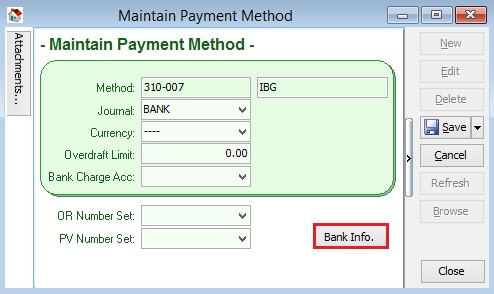 Maintain Payment Method
Attachments...
- Maintain Payment Method -
Method: 310-007 IBG
Journal: BANK
Currency: ----
Overdraft Limit: 0.00
Bank Charge Acc:
OR Number Set:
PV Number Set:
Bank Info.
New
Edit
Delete
Save
Cancel
Refresh
Browse
Close